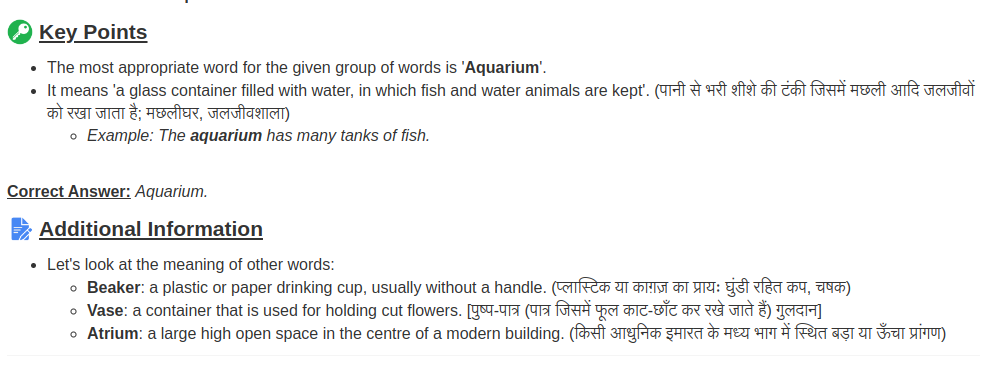 Key Points
The most appropriate word for the given group of words is 'Aquarium'.
It means 'a glass container filled with water, in which fish and water animals are kept'. (पानी से भरी शीशे की टंकी जिसमें मछली आदि जलजीवों
को रखा जाता है; मछलीघर, जलजीवशाला)
Example: The aquarium has many tanks of fish.
Correct Answer: Aquarium.
Additional Information
Let's look at the meaning of other words:
Beaker: a plastic or paper drinking cup, usually without a handle. (प्लास्टिक या काग़ज़ का प्रायः घुंडी रहित कप, चषक)
Vase: a container that is used for holding cut flowers. [पुष्प-पात्र (पात्र जिसमें फूल काट-छाँट कर रखे जाते हैं) गुलदान]
Atrium: a large high open space in the centre of a modern building. (किसी आधुनिक इमारत के मध्य भाग में स्थित बड़ा या ऊँचा प्रांगण)